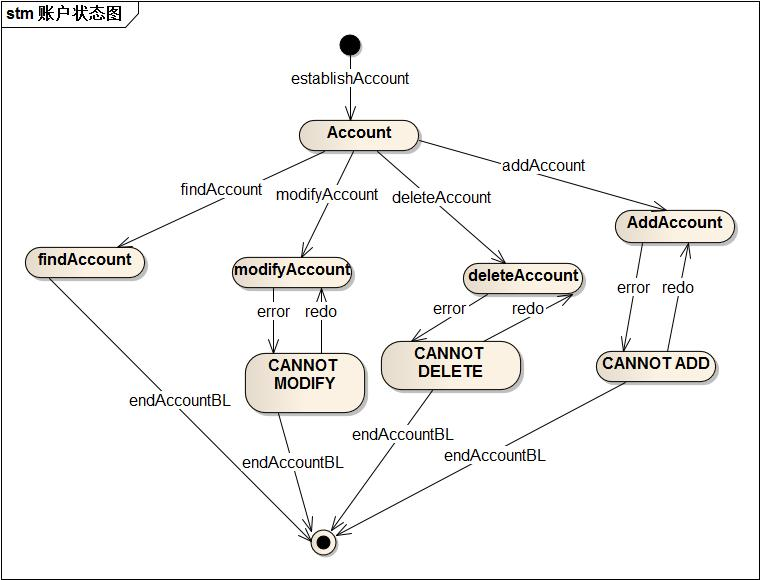 stm 账户状态图
establishAccount
Account
addAccount
findAccount
modifyAccount
deleteAccount
AddAccount
findAccount
modifyAccount
deleteAccount
error
redo
error
redo
error
redo
CANNOT
MODIFY
CANNOT
DELETE
CANNOT ADD
endAccountBL
endAccountBL
endAccountBL
endAccountBL